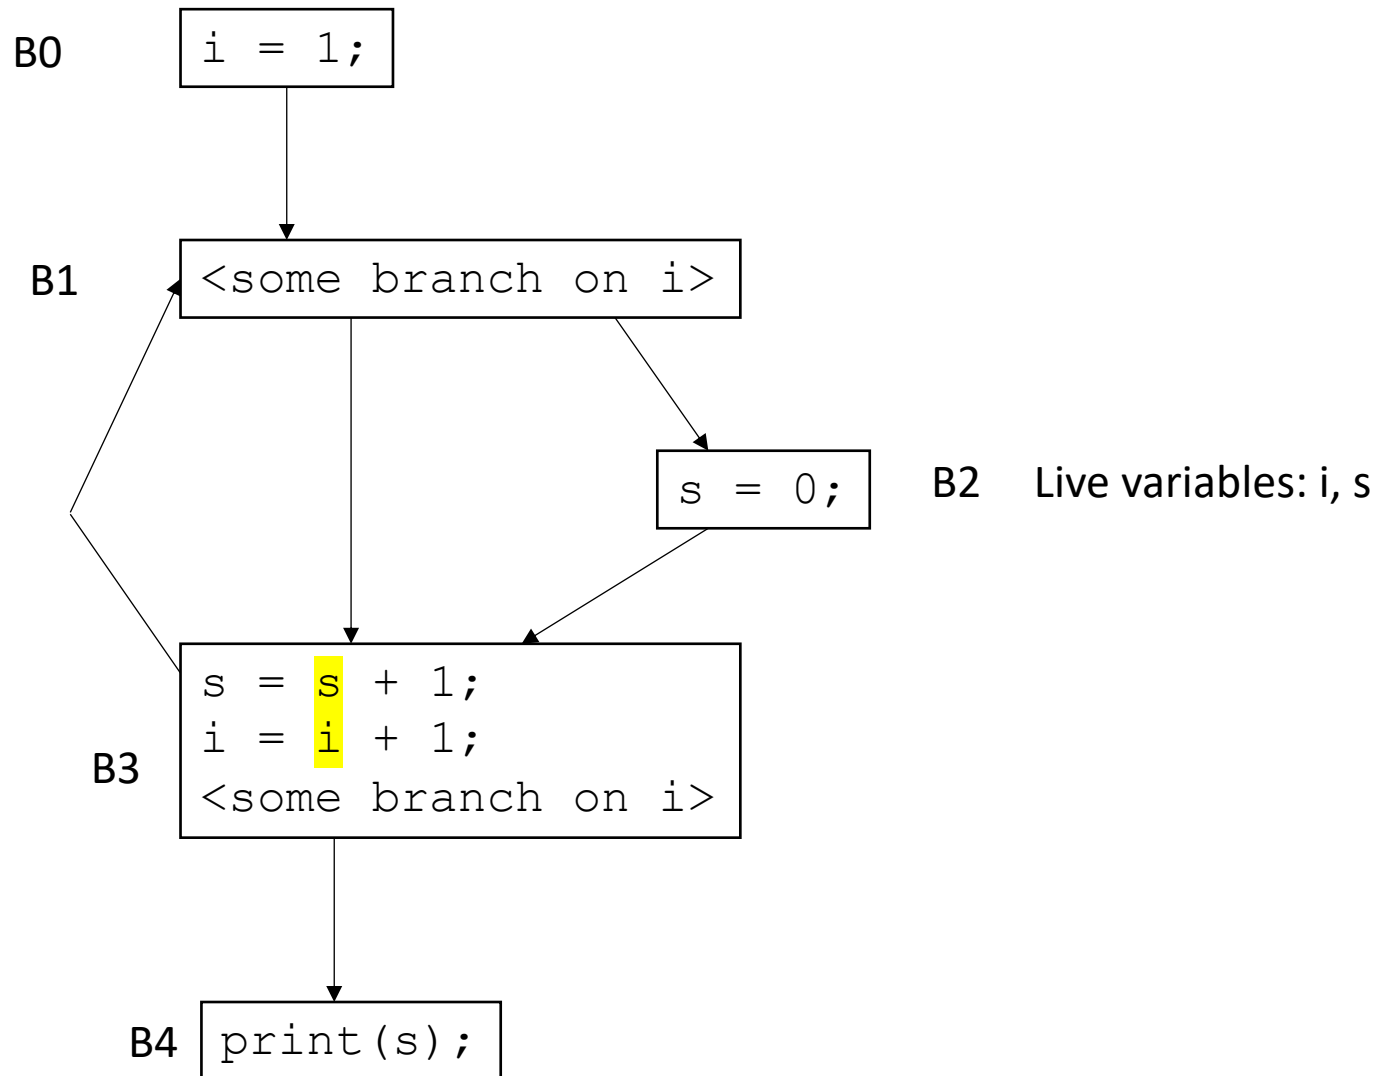 B0
i = 1;
B1
<some branch on i>
s = 0;
B2 Live variables: i, s
B3
s = s + 1;
i = i + 1;
<some branch on i>
B4
print(s);